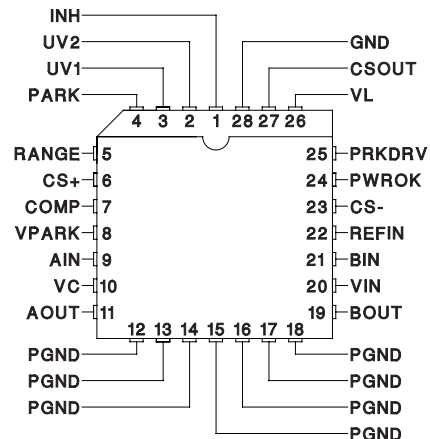 INH
UV2
GND
UV1
CSOUT
PARK
VL
4 3 2 1 28 27 26
RANGE 5 25 PRKDRV
CS+ 6 24 PWROK
COMP 7 23 CS-
VPARK 8 22 REFIN
AIN 9 21 BIN
VC 10 20 VIN
AOUT 11 19 BOUT
12 13 14 15 16 17 18
PGND PGND
PGND PGND
PGND PGND
PGND